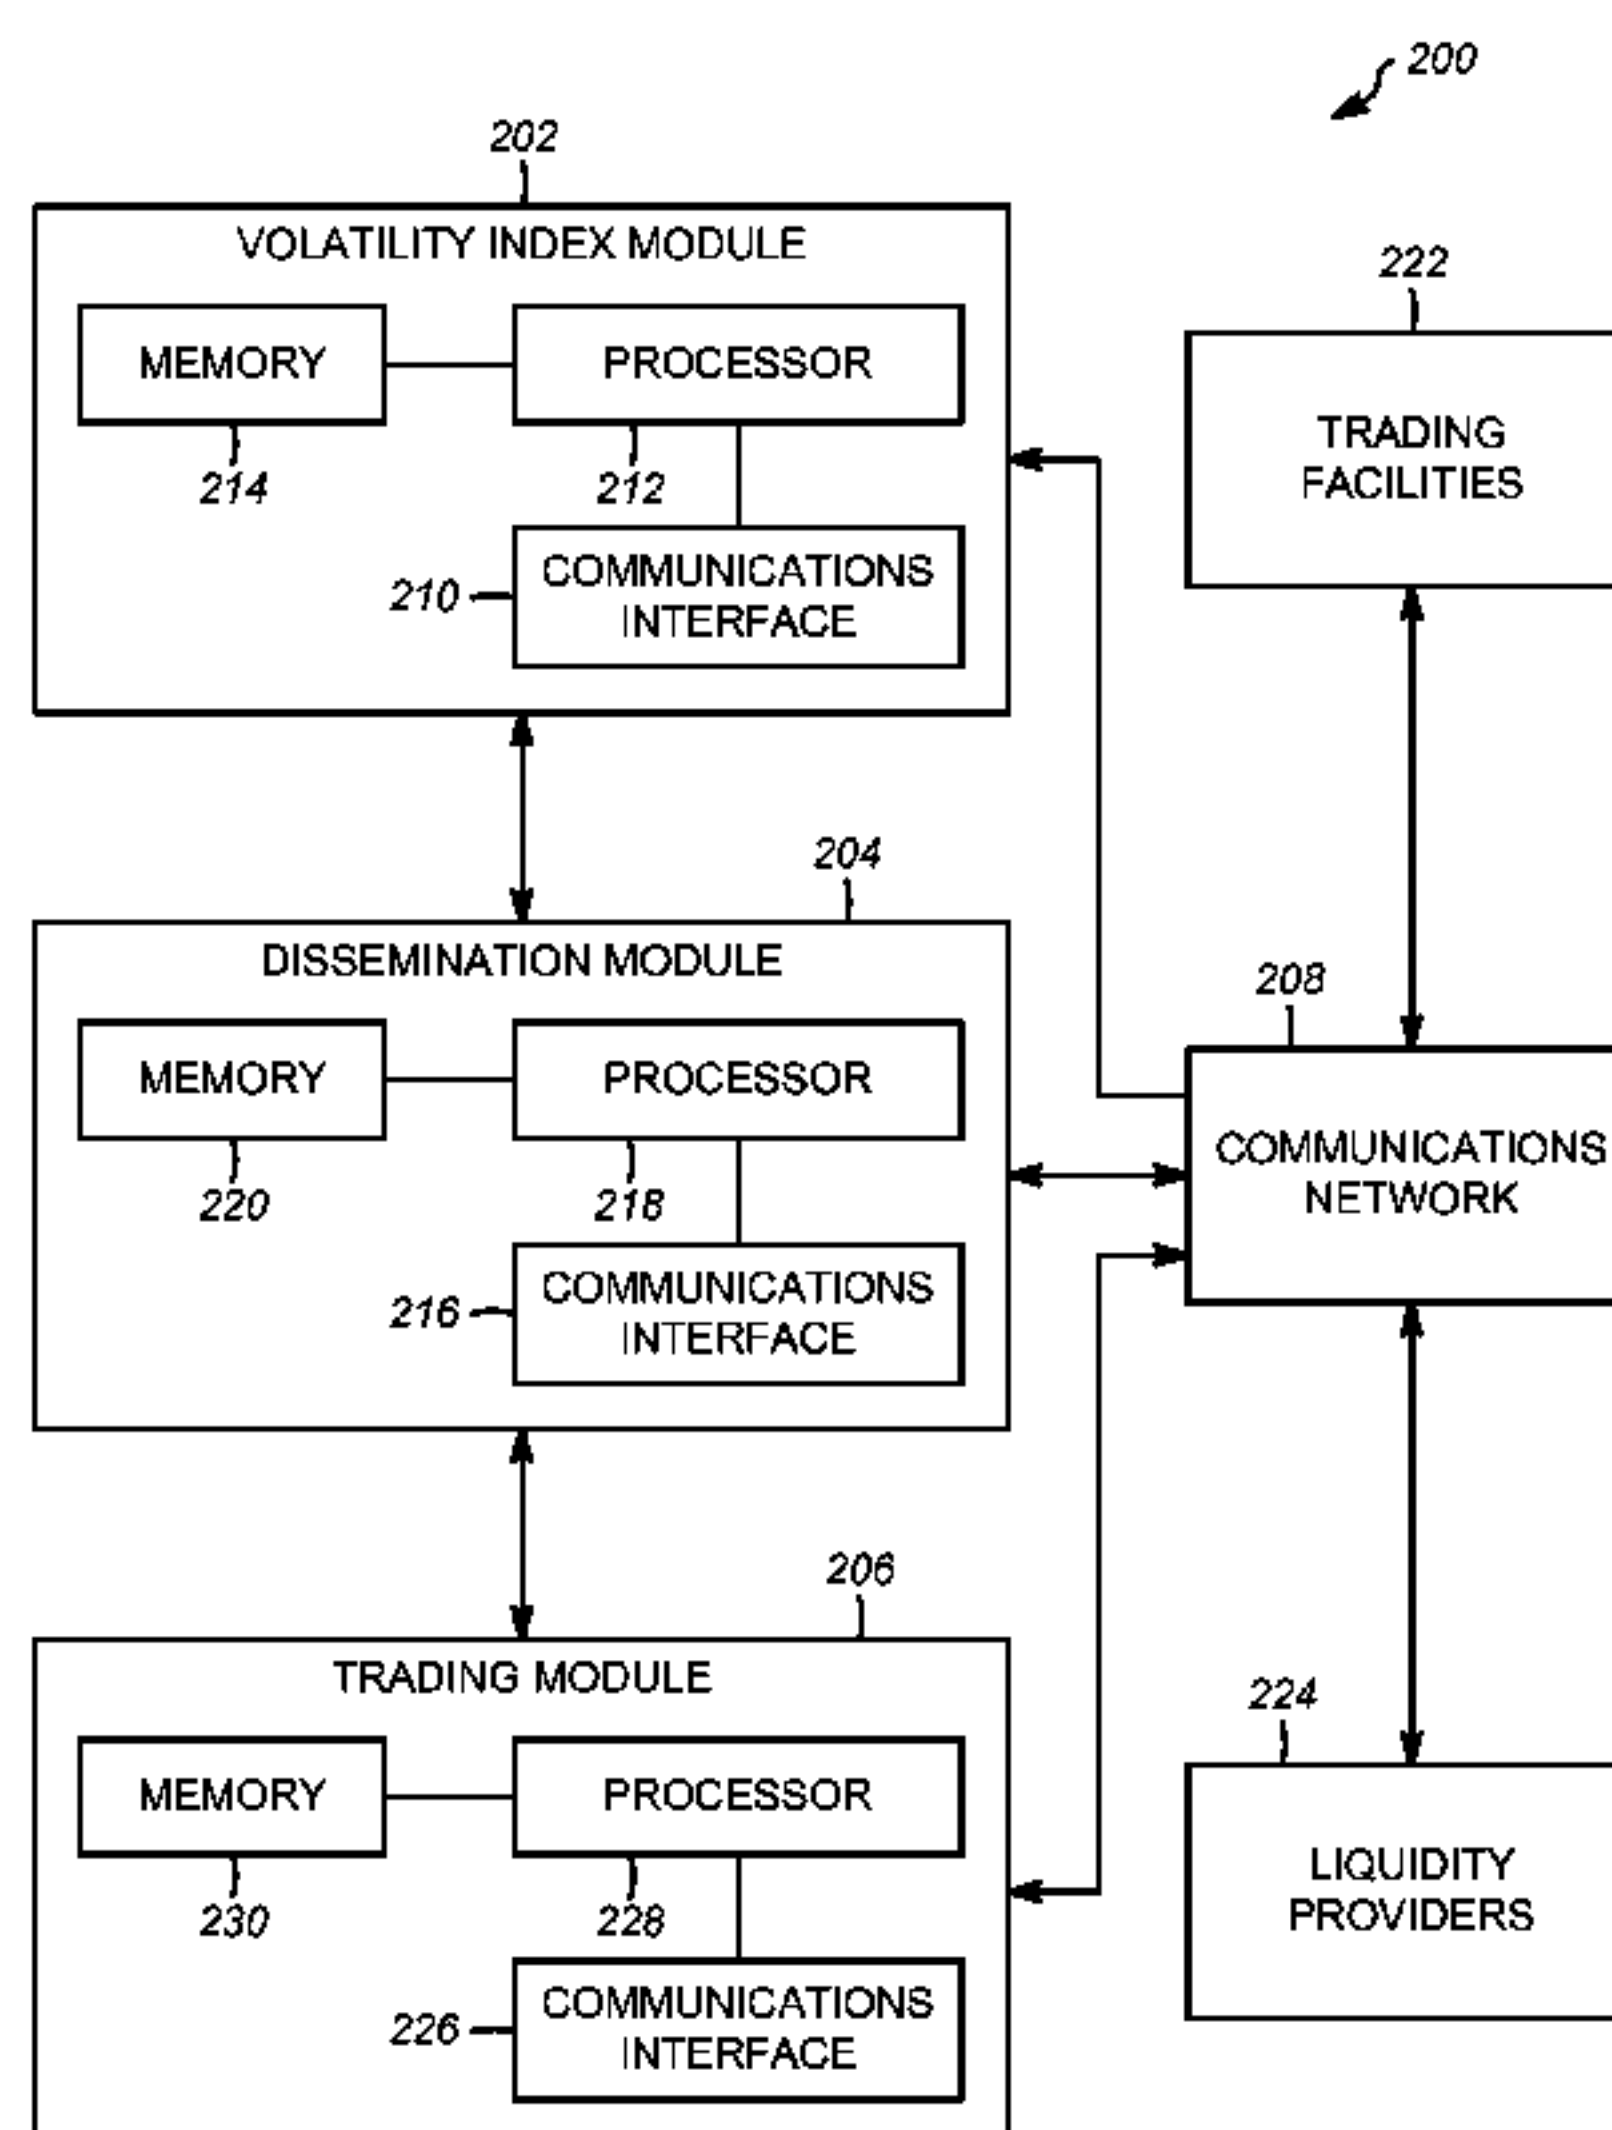 200
202
VOLATILITY INDEX MODULE
MEMORY
PROCESSOR
214
212
210
COMMUNICATIONS
INTERFACE
222
TRADING
FACILITIES
204
DISSEMINATION MODULE
MEMORY
PROCESSOR
220
218
216
COMMUNICATIONS
INTERFACE
208
COMMUNICATIONS
NETWORK
206
TRADING MODULE
MEMORY
PROCESSOR
230
228
226
COMMUNICATIONS
INTERFACE
224
LIQUIDITY
PROVIDERS